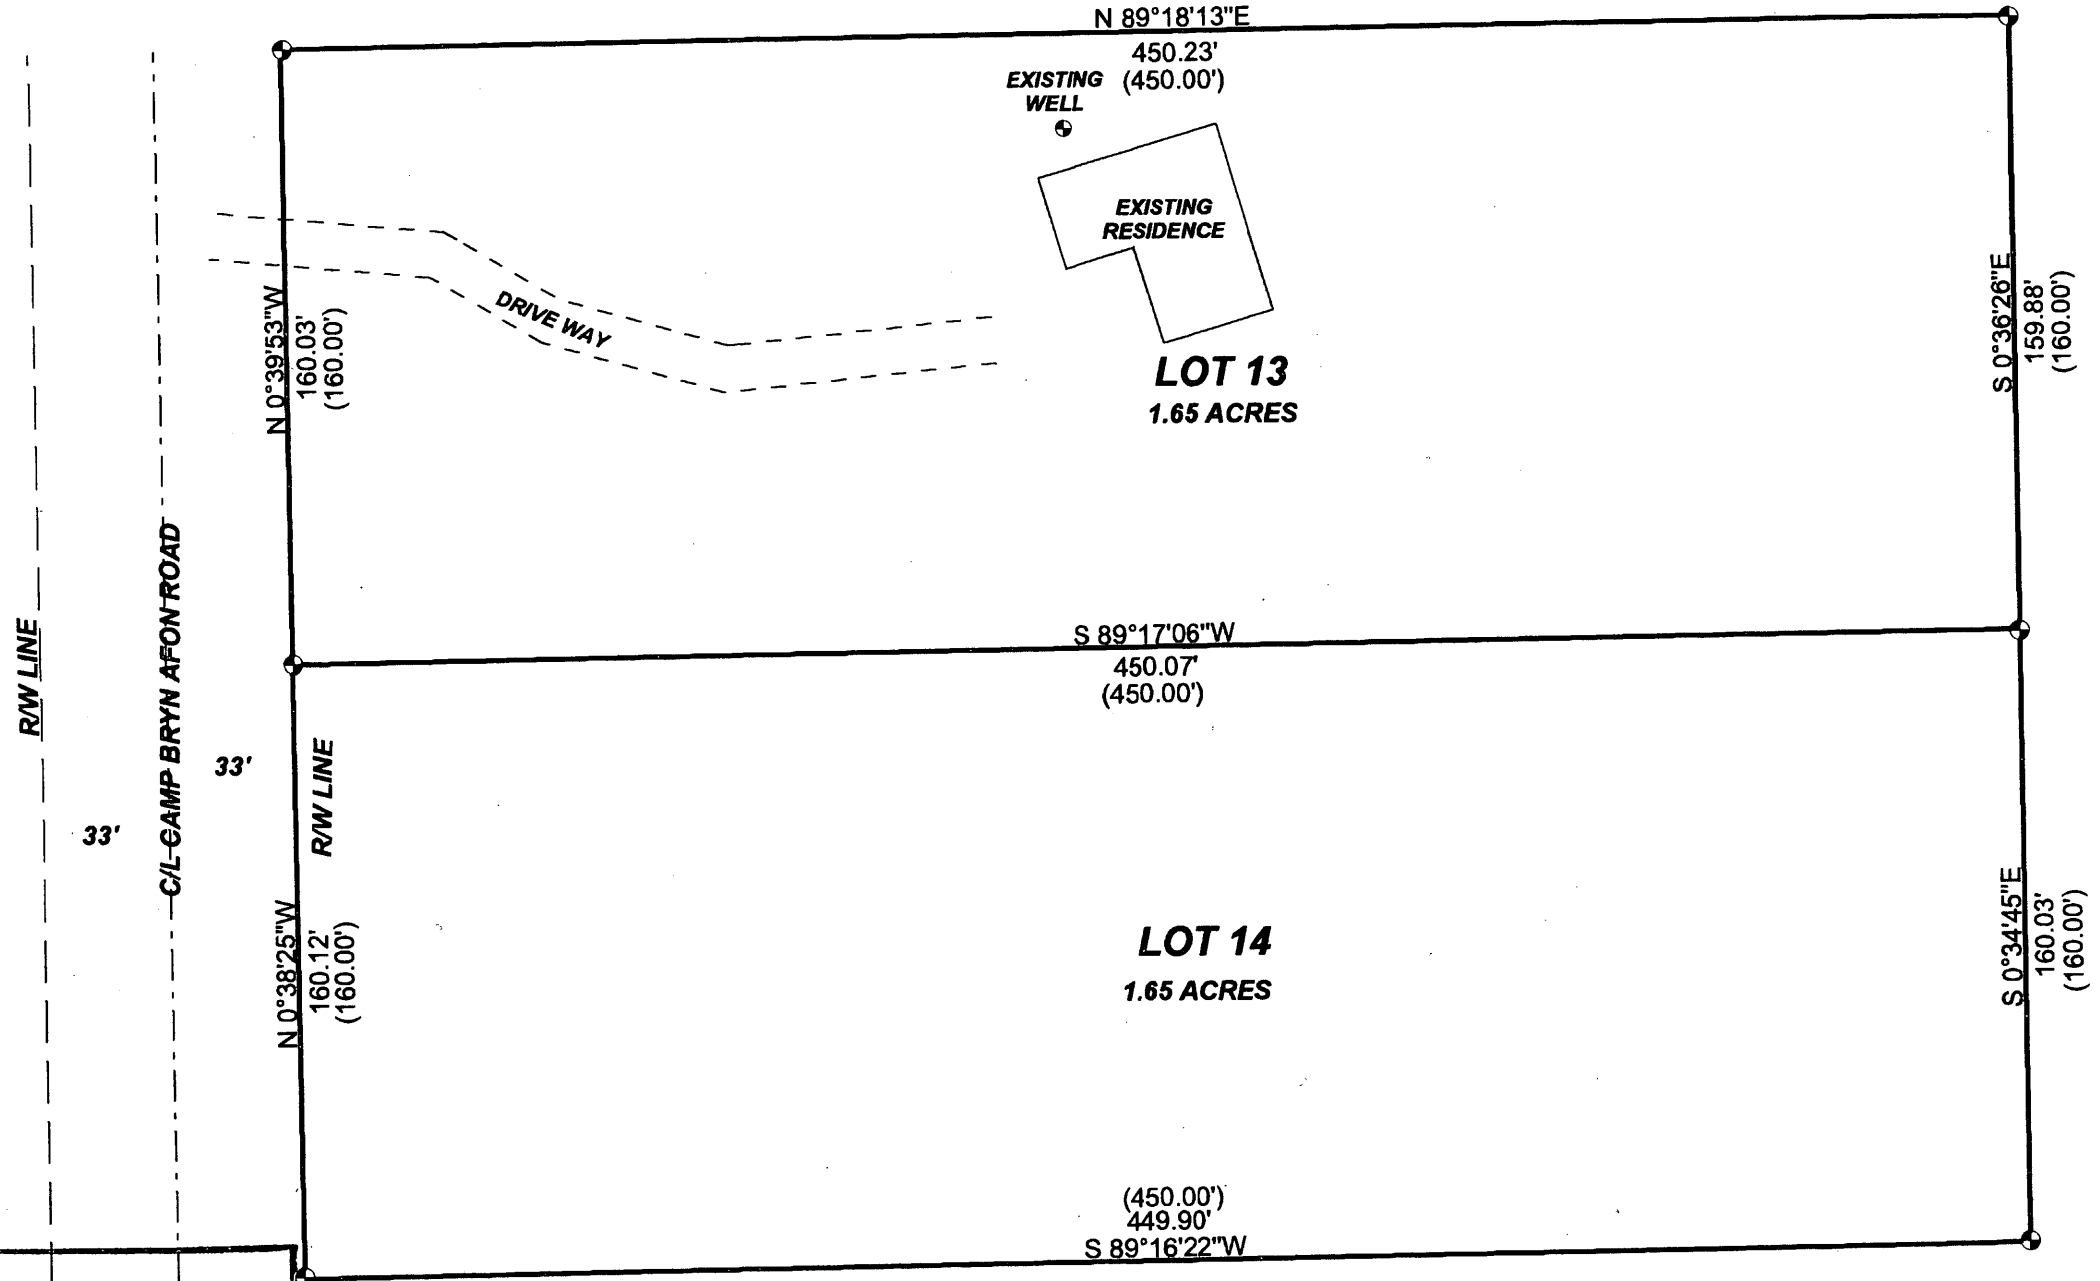 N 89°18'13"E
450.23'
(450.00')
EXISTING
WELL
EXISTING
RESIDENCE
DRIVE WAY
N 0°39'53"W
160.03'
(160.00')
LOT 13
1.65 ACRES
S 0°36'26"E
159.88'
(160.00')
R/W LINE
C/L CAMP BRYN AFON ROAD
S 89°17'06"W
450.07'
(450.00')
33'
33'
R/W LINE
N 0°38'25"W
160.12'
(160.00')
LOT 14
1.65 ACRES
S 0°34'45"E
160.03'
(160.00')
(450.00')
449.90'
S 89°16'22"W